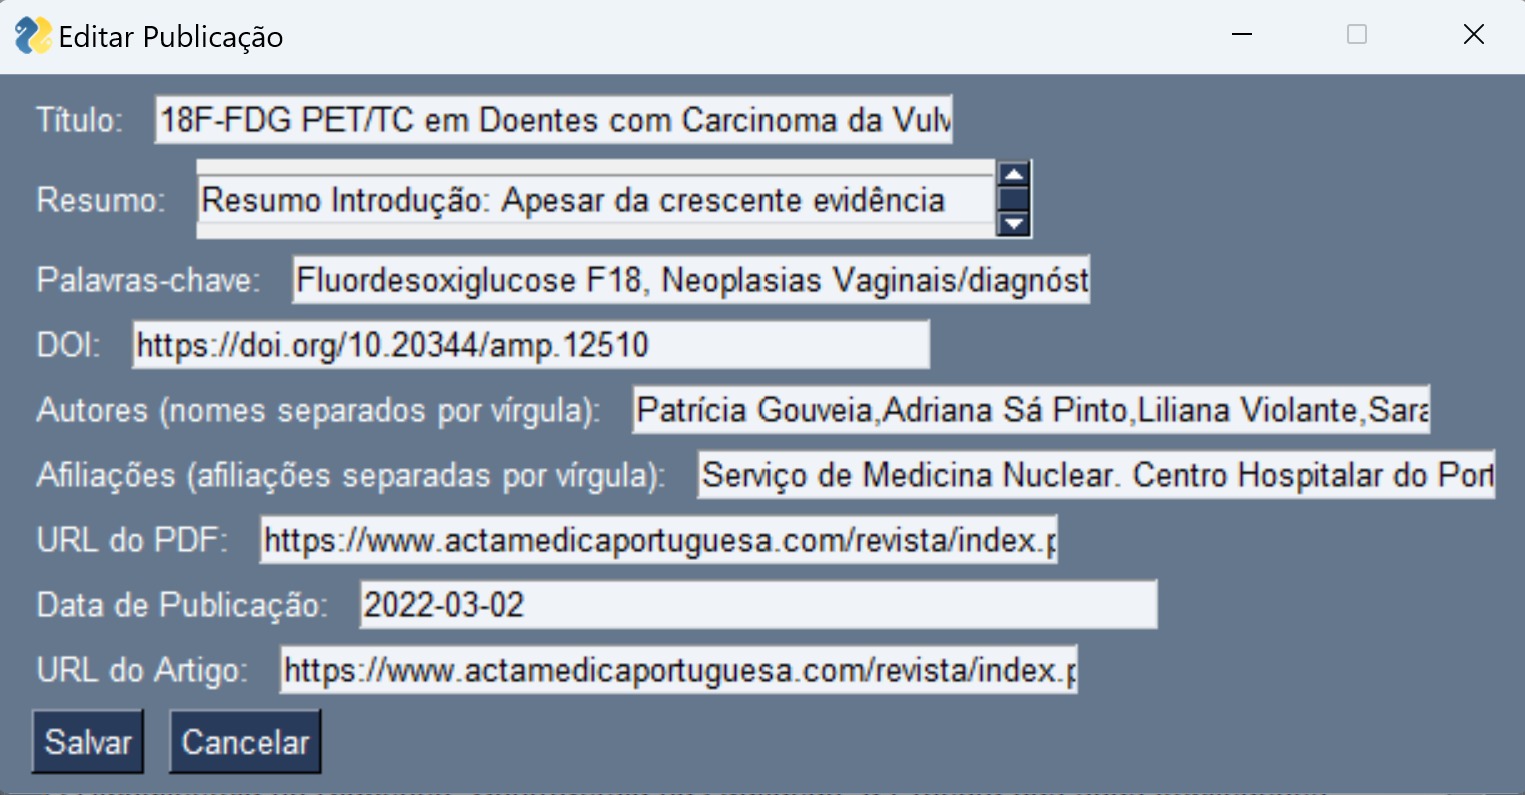 Editar Publicação
Título: 18F-FDG PET/TC em Doentes com Carcinoma da Vulv
Resumo: Resumo Introdução: Apesar da crescente evidência
Palavras-chave: Fluordesoxiglucose F18, Neoplasias Vaginais/diagnóst
DOI: https://doi.org/10.20344/amp.12510
Autores (nomes separados por vírgula): Patrícia Gouveia,Adriana Sá Pinto,Liliana Violante,Sara
Afiliações (afiliações separadas por vírgula): Serviço de Medicina Nuclear. Centro Hospitalar do Port
URL do PDF: https://www.actamedicaportuguesa.com/revista/index.p
Data de Publicação: 2022-03-02
URL do Artigo: https://www.actamedicaportuguesa.com/revista/index.p
Salvar Cancelar